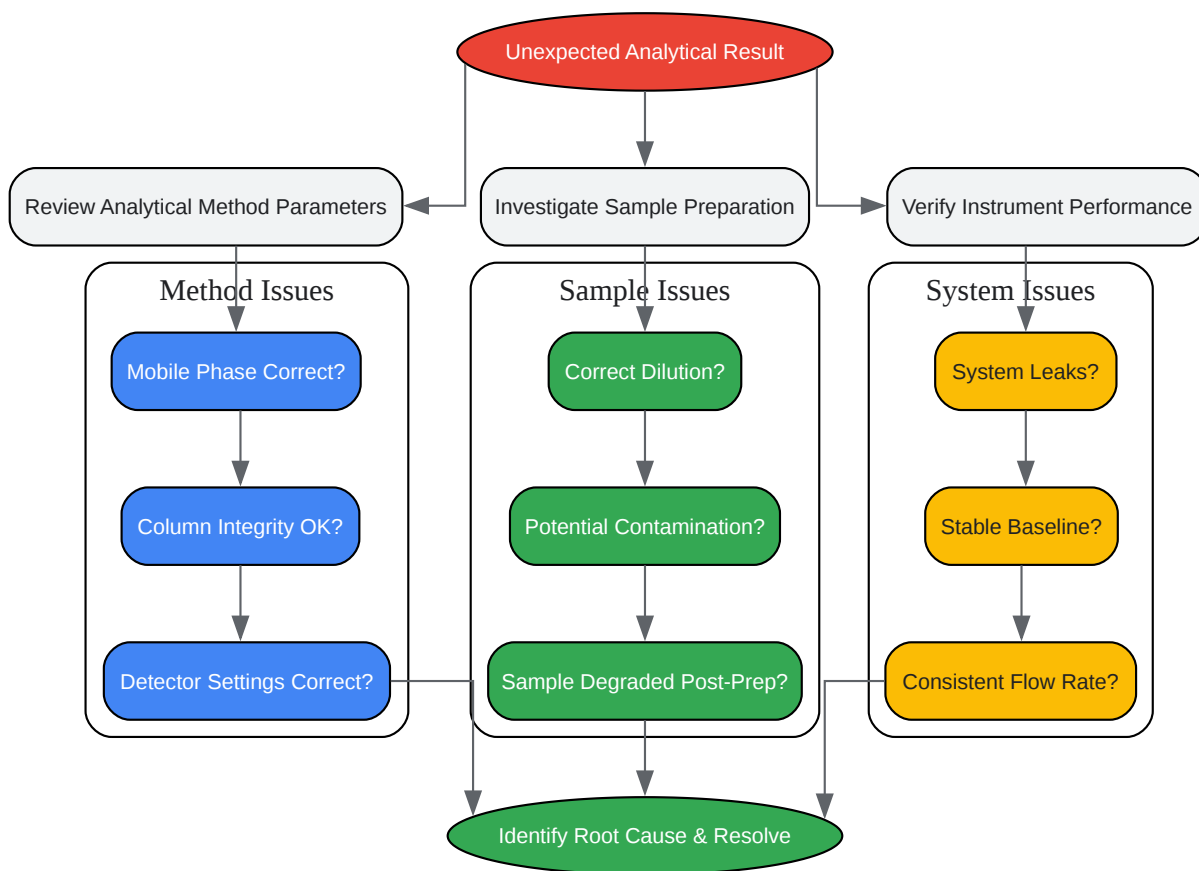 Unexpected Analytical Result
Review Analytical Method Parameters
Investigate Sample Preparation
Verify Instrument Performance
Method Issues
Sample Issues
System Issues
Mobile Phase Correct?
Correct Dilution?
System Leaks?
Column Integrity OK?
Potential Contamination?
Stable Baseline?
Detector Settings Correct?
Sample Degraded Post-Prep?
Consistent Flow Rate?
Identify Root Cause & Resolve